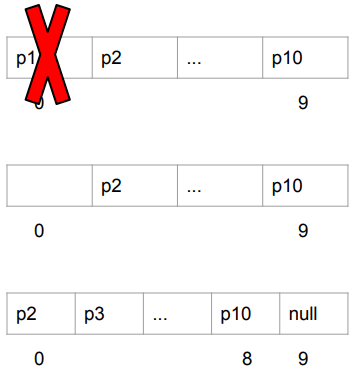 p1 p2 ... p10
0 9
p2 ... p10
0 9
p2 p3 ... p10 null
0 8 9